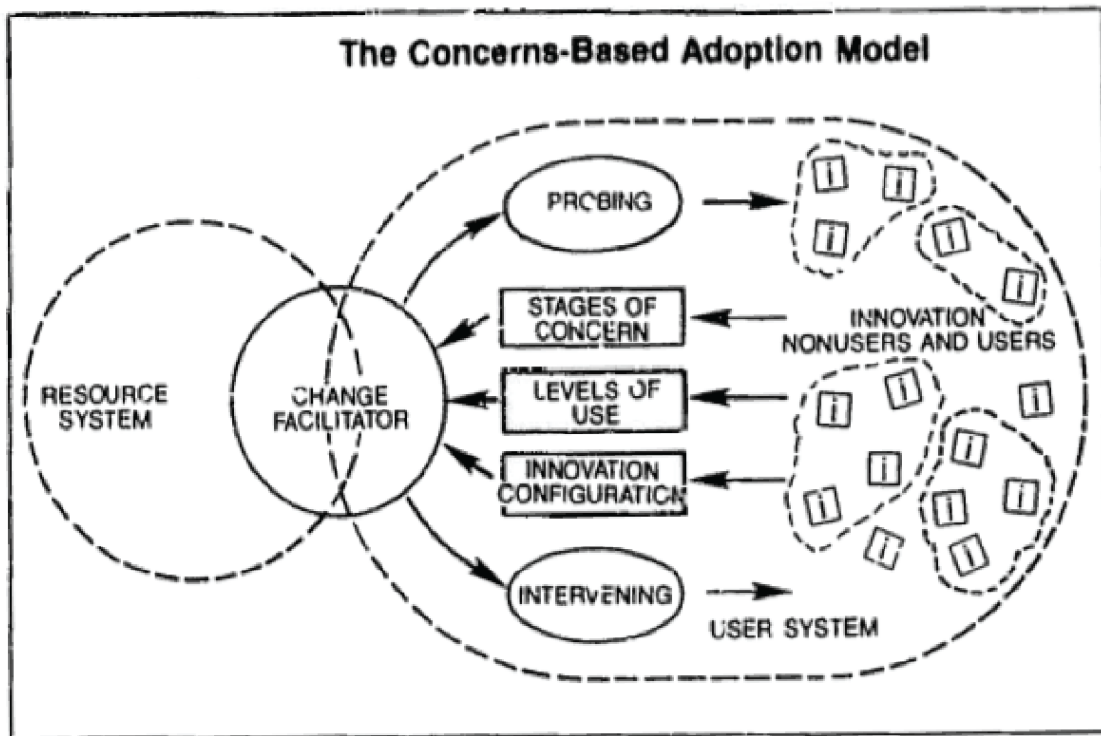 The Concerns-Based Adoption Model
PROBING
i
i
i
i
i
STAGES OF
CONCERN
INNOVATION
NONUSERS AND USERS
RESOURCE
SYSTEM
CHANGE
FACILITATOR
LEVELS OF
USE
i
i
i
i
i
i
i
i
i
i
i
INNOVATION
CONFIGURATION
INTERVENING
USER SYSTEM